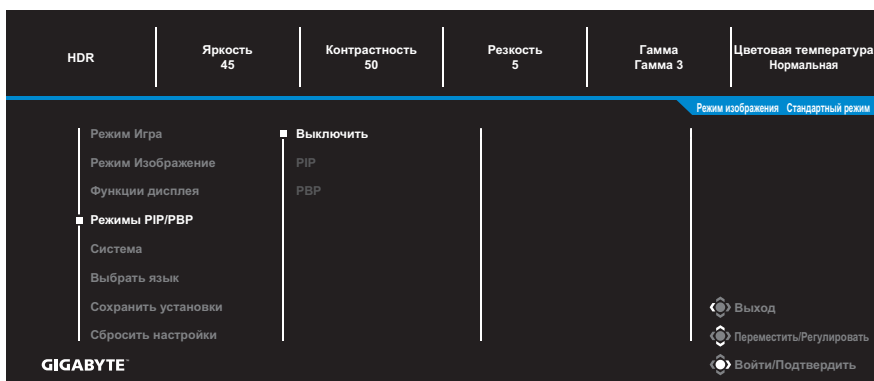 HDR
Яркость
45
Контрастность
50
Резкость
5
Гамма
Гамма 3
Цветовая температура
Нормальная
Режим изображения Стандартный режим
Режим Игра
Режим Изображение
Функции дисплея
Режимы PIP/PBP
Система
Выбрать язык
Сохранить установки
Сбросить настройки
Выключить
PIP
PBP
Выход
Переместить/Регулировать
Войти/Подтвердить
GIGABYTE™